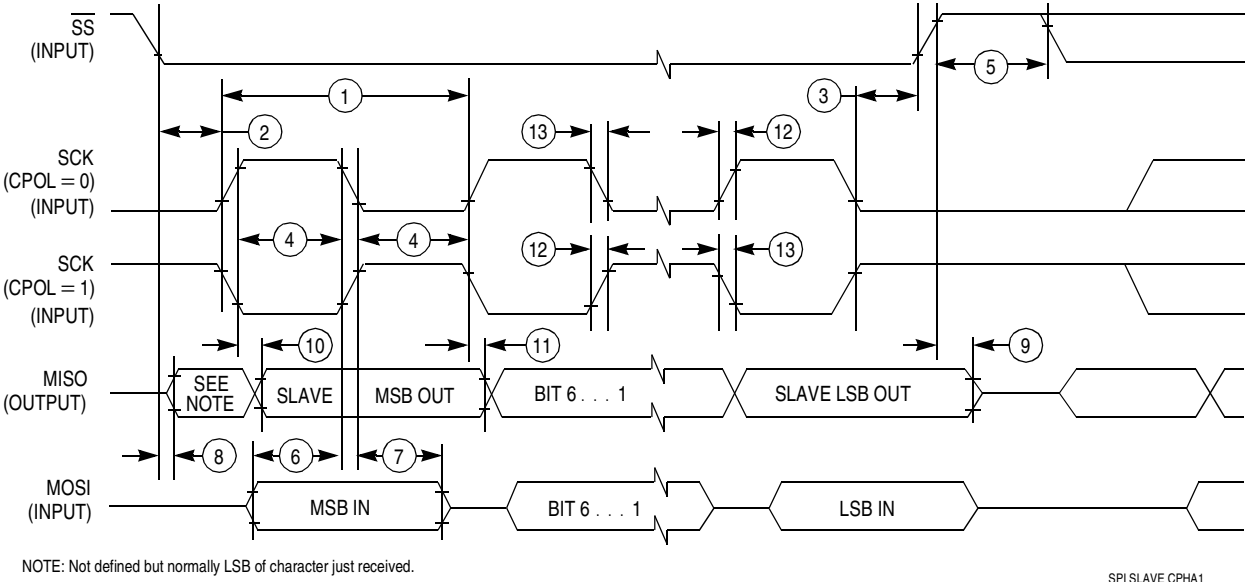 SS
(INPUT)
5
1
3
2
13
12
SCK
(CPOL = 0)
(INPUT)
4
4
12
13
SCK
(CPOL = 1)
(INPUT)
10
11
9
MISO
(OUTPUT)
SEE
NOTE
SLAVE
MSB OUT
BIT 6 . . . 1
SLAVE LSB OUT
8
6
7
MOSI
(INPUT)
MSB IN
BIT 6 . . . 1
LSB IN
NOTE: Not defined but normally LSB of character just received.
SPI SLAVE CPHA1